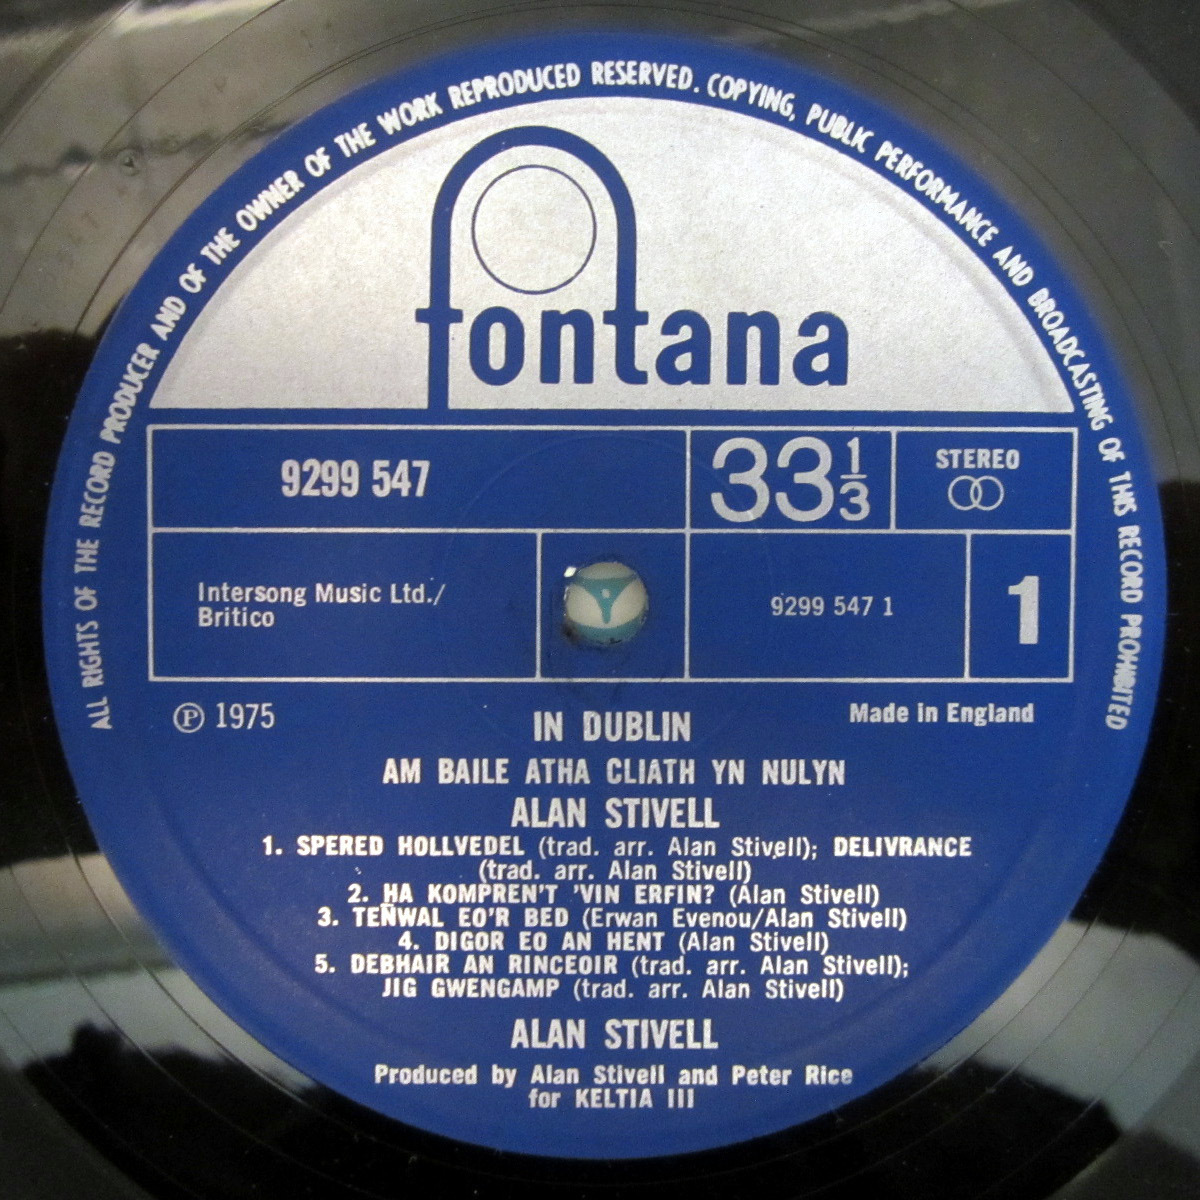 ALL RIGHTS OF THE RECORD PRODUCER AND OF THE OWNER OF THE WORK REPRODUCED RESERVED. COPYING, PUBLIC PERFORMANCE AND BROADCASTING OF THIS RECORD PROHIBITED
fontana
9299 547
33 1/3
STEREO
Intersong Music Ltd./
Britico
9299 547 1
1
℗ 1975
Made in England
IN DUBLIN
AM BAILE ATHA CLIATH YN NULYN
ALAN STIVELL
1. SPERED HOLLVEDEL (trad. arr. Alan Stivell); DELIVRANCE
(trad. arr. Alan Stivell)
2. HA KOMPREN'T 'VIN ERFIN? (Alan Stivell)
3. TEÑWAL EO'R BED (Erwan Evenou/Alan Stivell)
4. DIGOR EO AN HENT (Alan Stivell)
5. DEBHAIR AN RINCEOIR (trad. arr. Alan Stivell);
JIG GWENGAMP (trad. arr. Alan Stivell)
ALAN STIVELL
Produced by Alan Stivell and Peter Rice
for KELTIA III